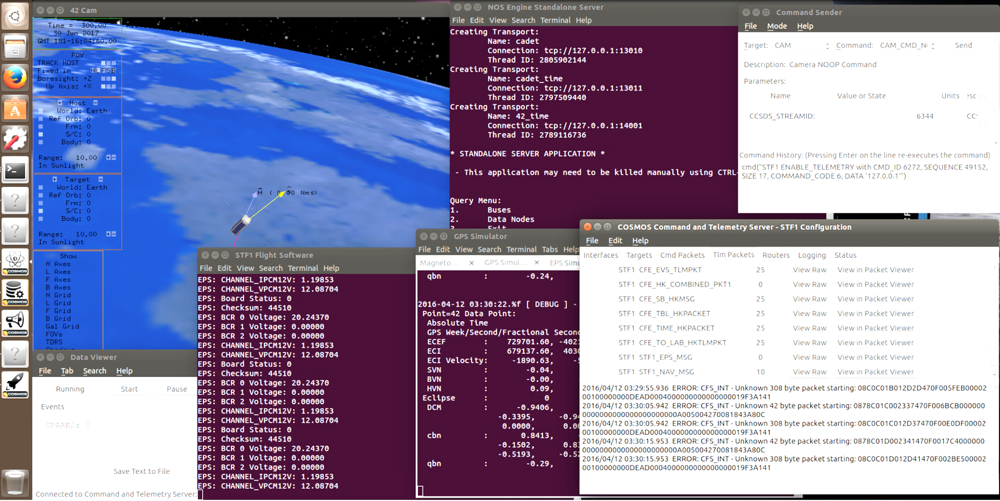 42 Cam
Time = 300.00
30 Jun 2017
GMT 181-16:04:60.00
POV
TRACK HOST
Fixed in N L F S B
Boresight: +Z
Up Axis: +X
+ Host −
World: Earth
Ref Orb: 0
Frm: 0
S/C: 0
Body: 0
Range: 10.00 + −
In Sunlight
+ Target −
World: Earth
Ref Orb: 0
Frm: 0
S/C: 0
Body: 0
Range: 10.00 + −
In Sunlight
Show
N Axes
L Axes
F Axes
B Axes
N Grid
L Grid
F Grid
B Grid
Gal Grid
FOVs
TDRS
H ( Nms)
COSMOS
COSMOS
COSMOS
COSMOS
Data Viewer
File Tab Search Help
Running Start Pause
Events
SPARE2: 0
Save Text to File
Connected to Command and Telemetry Server:
STF1 Flight Software
File Edit View Search Terminal Help
EPS: CHANNEL_IPCM12V: 1.19853
EPS: CHANNEL_VPCM12V: 12.08704
EPS: Board Status: 0
EPS: Checksum: 44510
EPS: BCR 0 Voltage: 20.24370
EPS: BCR 1 Voltage: 0.00000
EPS: BCR 2 Voltage: 0.00000
EPS: CHANNEL_IPCM12V: 1.19853
EPS: CHANNEL_VPCM12V: 12.08704
EPS: Board Status: 0
EPS: Checksum: 44510
EPS: BCR 0 Voltage: 20.24370
EPS: BCR 1 Voltage: 0.00000
EPS: BCR 2 Voltage: 0.00000
EPS: CHANNEL_IPCM12V: 1.19853
EPS: CHANNEL_VPCM12V: 12.08704
EPS: Board Status: 0
EPS: Checksum: 44510
EPS: BCR 0 Voltage: 20.24370
EPS: BCR 1 Voltage: 0.00000
EPS: BCR 2 Voltage: 0.00000
EPS: CHANNEL_IPCM12V: 1.19853
EPS: CHANNEL_VPCM12V: 12.08704
NOS Engine Standalone Server
File Edit View Search Terminal Help
Creating Transport:
Name: cadet
Connection: tcp://127.0.0.1:13010
Thread ID: 2805902144
Creating Transport:
Name: cadet_time
Connection: tcp://127.0.0.1:13011
Thread ID: 2797509440
Creating Transport:
Name: 42_time
Connection: tcp://127.0.0.1:14001
Thread ID: 2789116736
* STANDALONE SERVER APPLICATION *
- This application may need to be killed manually using CTRL-
Query Menu:
1. Buses
2. Data Nodes
3. Exit
GPS Simulator
File Edit View Search Terminal Tabs Help
Magneto... × GPS Simul... × EPS Simu
qbn : -0.24,
2016-04-12 03:30:22.%f [ DEBUG ] -
Point=42 Data Point:
Absolute Time
GPS Week/Second/Fractional Secon
ECEF : 729701.60, -402
ECI : 679137.60, 403
ECI Velocity: -1890.63, -
SVN : -0.04,
BVN : -0.00,
HVN : 0.09,
Eclipse : 0
DCM : -0.9406,
-0.3395, -0.9
0.0000, 0.0
cbn : 0.8413,
-0.1502, 0.8
-0.5193, -0.5
qbn : -0.29,
Command Sender
File Mode Help
Target: CAM Command: CAM_CMD_N Send
Description: Camera NOOP Command
Parameters:
Name Value or State Units esc
CCSDS_STREAMID: 6344 CC
Command History: (Pressing Enter on the line re-executes the command)
cmd("STF1 ENABLE_TELEMETRY with CMD_ID 6272, SEQUENCE 49152,
SIZE 17, COMMAND_CODE 6, DATA '127.0.0.1'")
COSMOS Command and Telemetry Server - STF1 Configuration
File Edit Help
Interfaces Targets Cmd Packets Tlm Packets Routers Logging Status
STF1 CFE_EVS_TLMPKT 25 View Raw View in Packet Viewer
STF1 CFE_HK_COMBINED_PKT1 0 View Raw View in Packet Viewer
STF1 CFE_SB_HKMSG 25 View Raw View in Packet Viewer
STF1 CFE_TBL_HKPACKET 25 View Raw View in Packet Viewer
STF1 CFE_TIME_HKPACKET 25 View Raw View in Packet Viewer
STF1 CFE_TO_LAB_HKTLMPKT 25 View Raw View in Packet Viewer
STF1 STF1_EPS_MSG 0 View Raw View in Packet Viewer
STF1 STF1_NAV_MSG 10 View Raw View in Packet Viewer
2016/04/12 03:29:55.936 ERROR: CFS_INT - Unknown 308 byte packet starting: 08C0C01B012D2D470F005FEB00002
00100000000DEAD0004000000000000000019F3A141
2016/04/12 03:30:05.942 ERROR: CFS_INT - Unknown 42 byte packet starting: 0878C01C002337470F006BCB000000
0000000000000000000000000A005004270081843A80C
2016/04/12 03:30:05.942 ERROR: CFS_INT - Unknown 308 byte packet starting: 08C0C01C012D37470F00E0DF00002
00100000000DEAD0004000000000000000019F3A141
2016/04/12 03:30:15.953 ERROR: CFS_INT - Unknown 42 byte packet starting: 0878C01D002341470F0017C4000000
0000000000000000000000000A005004270081843A80C
2016/04/12 03:30:15.953 ERROR: CFS_INT - Unknown 308 byte packet starting: 08C0C01D012D41470F002BE500002
00100000000DEAD0004000000000000000019F3A141